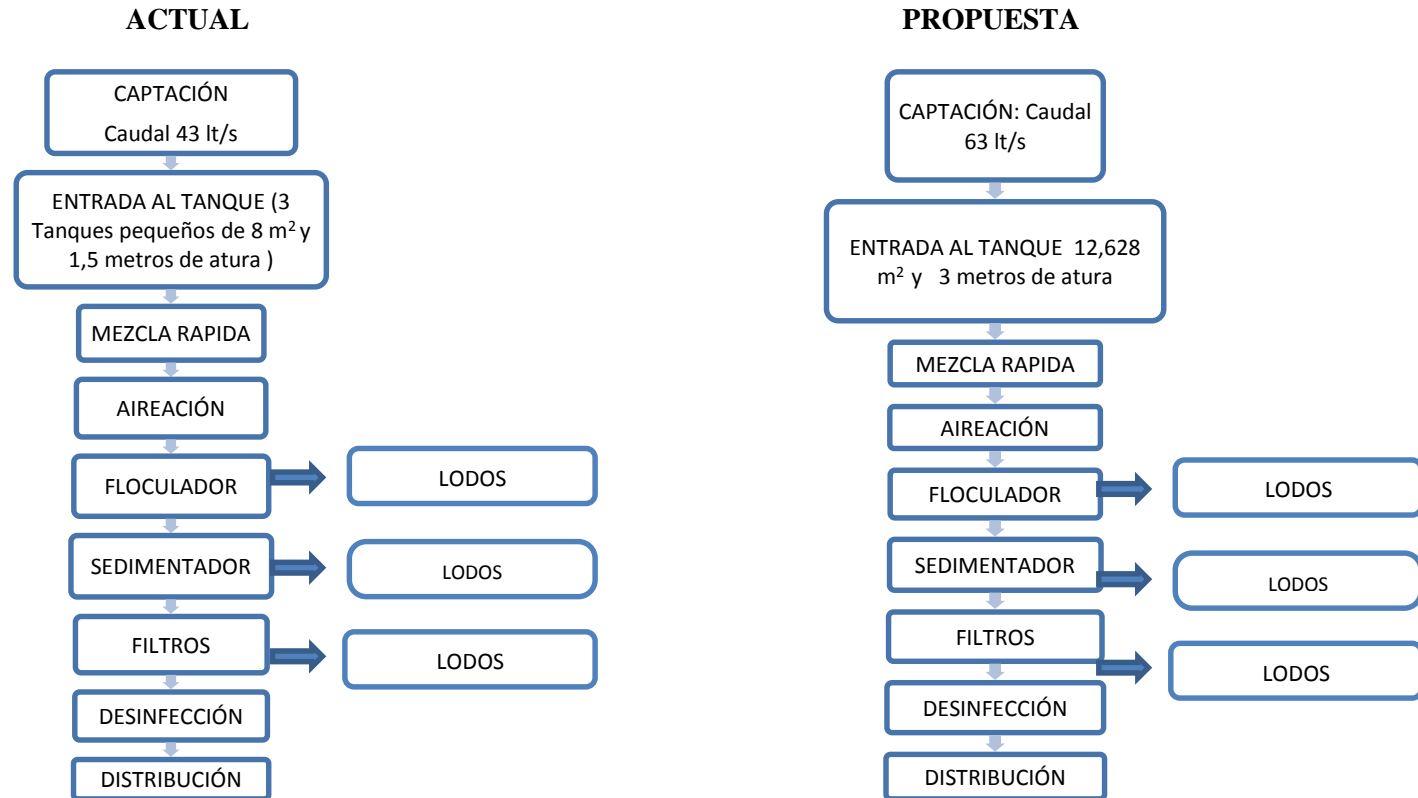 ACTUAL
CAPTACIÓN
Caudal 43 lt/s
ENTRADA AL TANQUE (3
Tanques pequeños de 8 m² y
1,5 metros de atura )
MEZCLA RAPIDA
AIREACIÓN
FLOCULADOR
LODOS
SEDIMENTADOR
LODOS
FILTROS
LODOS
DESINFECCIÓN
DISTRIBUCIÓN
PROPUESTA
CAPTACIÓN: Caudal
63 lt/s
ENTRADA AL TANQUE 12,628
m² y 3 metros de atura
MEZCLA RAPIDA
AIREACIÓN
FLOCULADOR
LODOS
SEDIMENTADOR
LODOS
FILTROS
LODOS
DESINFECCIÓN
DISTRIBUCIÓN